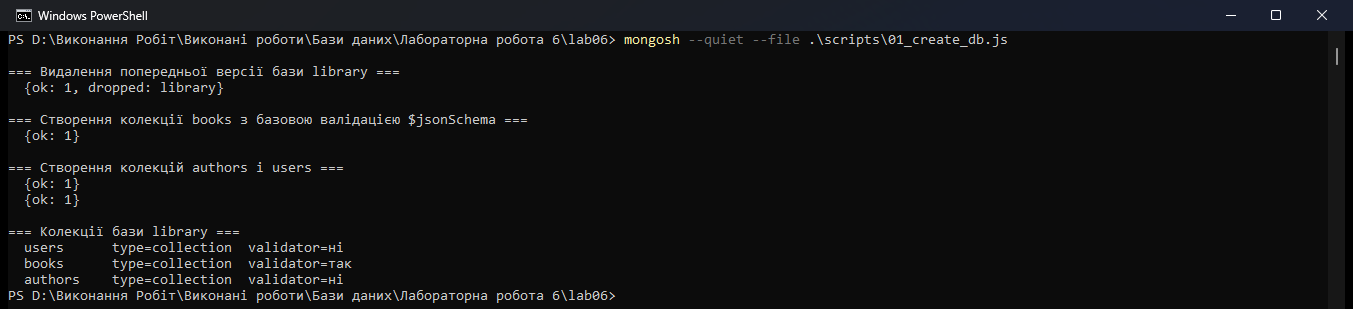 Windows PowerShell
PS D:\Виконання Робіт\Виконані роботи\Бази даних\Лабораторна робота 6\lab06> mongosh --quiet --file .\scripts\01_create_db.js
=== Видалення попередньої версії бази library ===
{ok: 1, dropped: library}
=== Створення колекції books з базовою валідацією $jsonSchema ===
{ok: 1}
=== Створення колекцій authors і users ===
{ok: 1}
{ok: 1}
=== Колекції бази library ===
users      type=collection  validator=ні
books      type=collection  validator=так
authors    type=collection  validator=ні
PS D:\Виконання Робіт\Виконані роботи\Бази даних\Лабораторна робота 6\lab06>